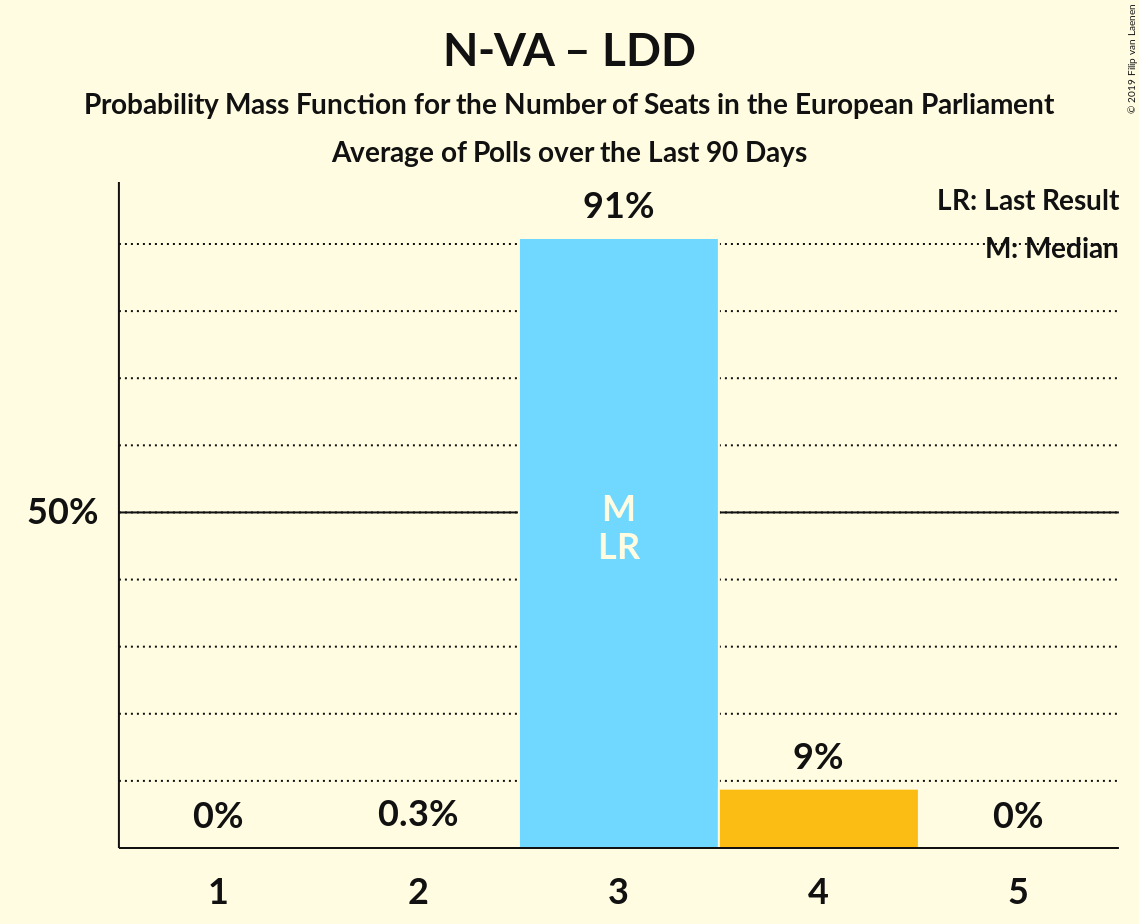 N-VA – LDD
Probability Mass Function for the Number of Seats in the European Parliament
Average of Polls over the Last 90 Days
© 2019 Filip van Laenen
LR: Last Result
M: Median
91%
50%
M
LR
9%
0%
0.3%
0%
1
2
3
4
5